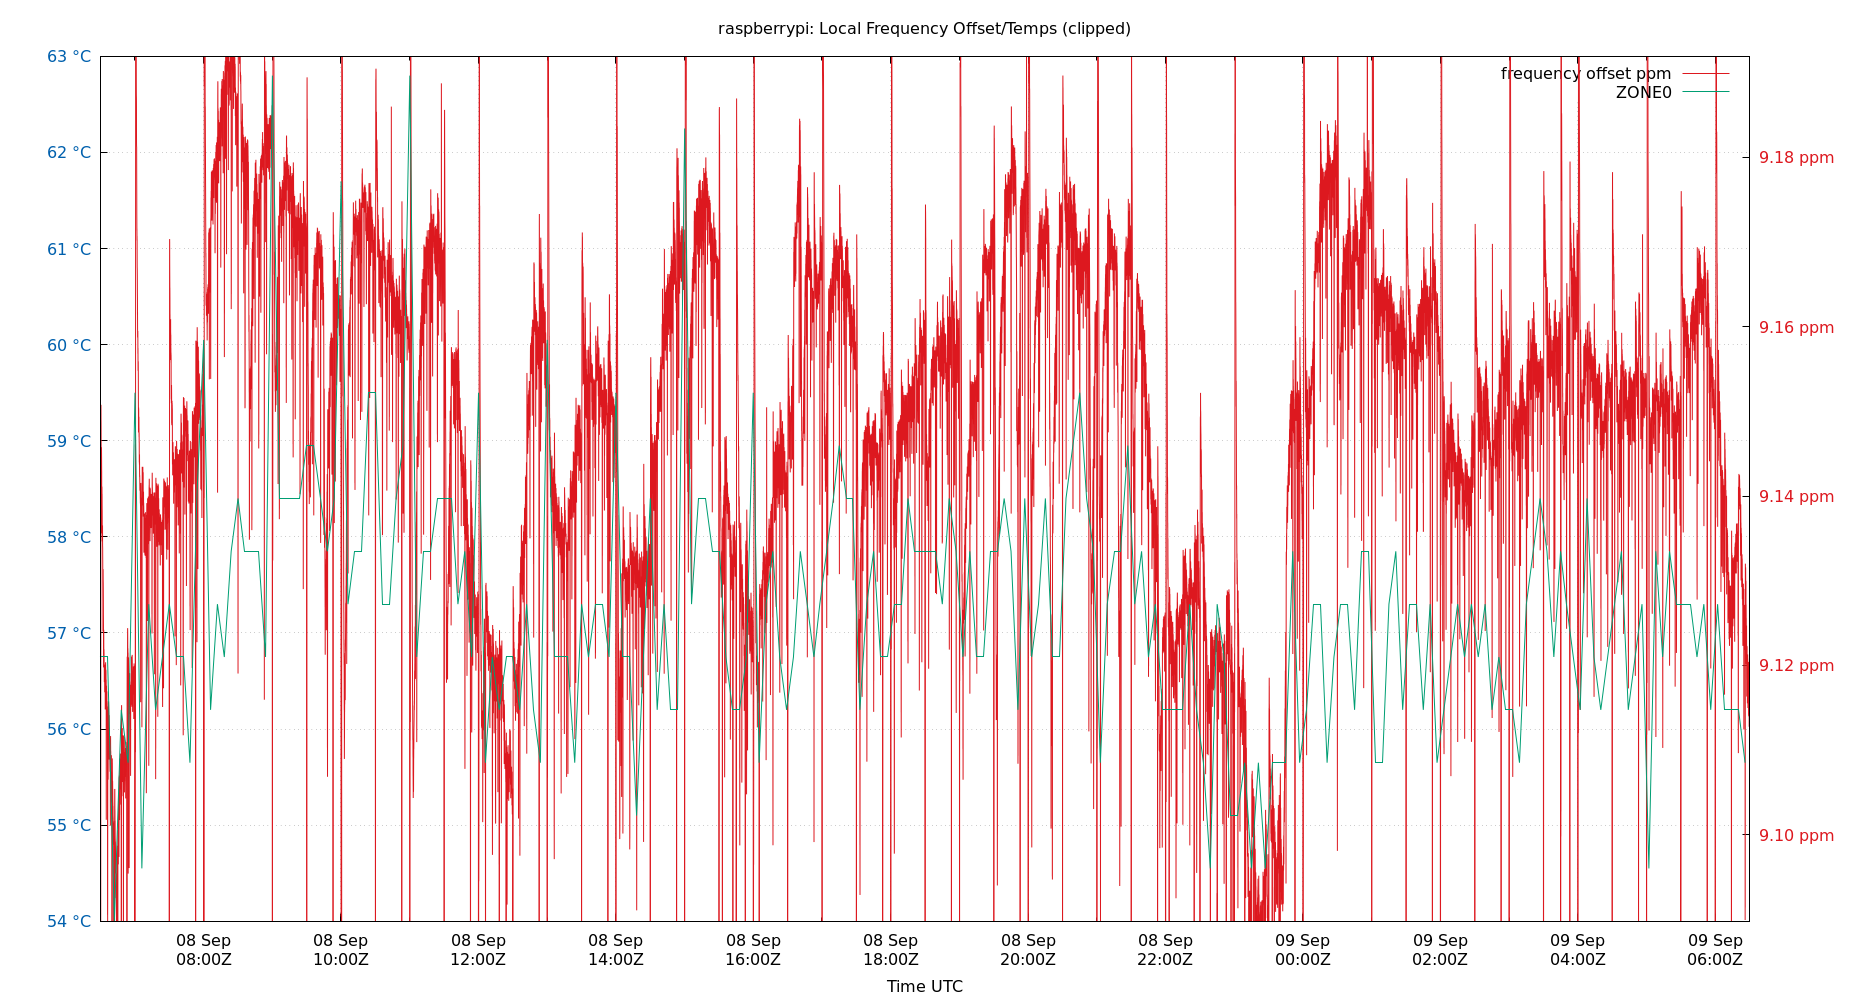 raspberrypi: Local Frequency Offset/Temps (clipped)
63 °C
62 °C
61 °C
60 °C
59 °C
58 °C
57 °C
56 °C
55 °C
54 °C
frequency offset ppm
ZONE0
9.18 ppm
9.16 ppm
9.14 ppm
9.12 ppm
9.10 ppm
08 Sep 08 Sep 08 Sep 08 Sep 08 Sep 08 Sep 08 Sep 08 Sep 09 Sep 09 Sep 09 Sep 09 Sep
08:00Z 10:00Z 12:00Z 14:00Z 16:00Z 18:00Z 20:00Z 22:00Z 00:00Z 02:00Z 04:00Z 06:00Z
Time UTC